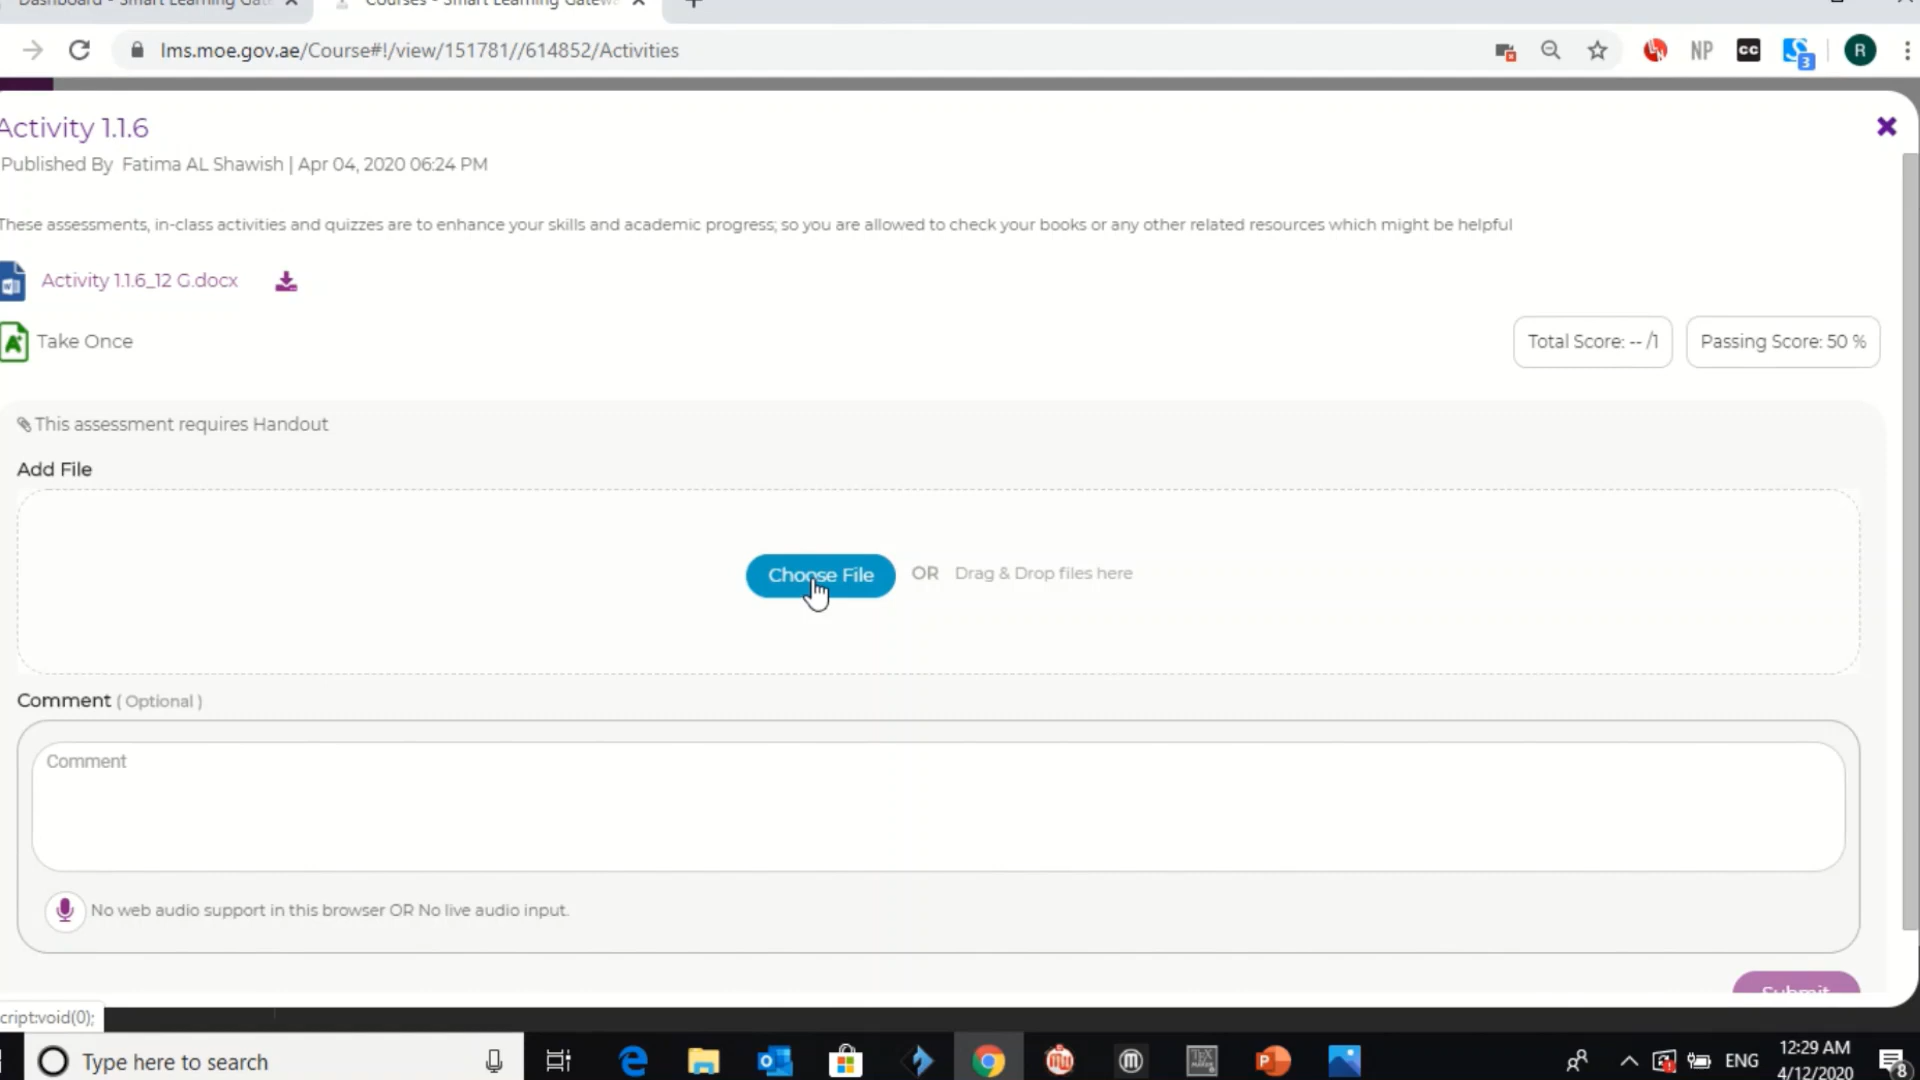 Dashboard - Smart Learning Gat
Courses - Smart Learning Gatew
lms.moe.gov.ae/Course#!/view/151781//614852/Activities
NP
CC
3
R
Activity 1.1.6
Published By Fatima AL Shawish | Apr 04, 2020 06:24 PM
These assessments, in-class activities and quizzes are to enhance your skills and academic progress; so you are allowed to check your books or any other related resources which might be helpful
Activity 1.1.6_12 G.docx
Take Once
Total Score: -- /1
Passing Score: 50 %
This assessment requires Handout
Add File
Choose File OR Drag & Drop files here
Comment ( Optional )
Comment
No web audio support in this browser OR No live audio input.
Submit
cript:void(0);
Type here to search
ENG
12:29 AM
4/12/2020
8